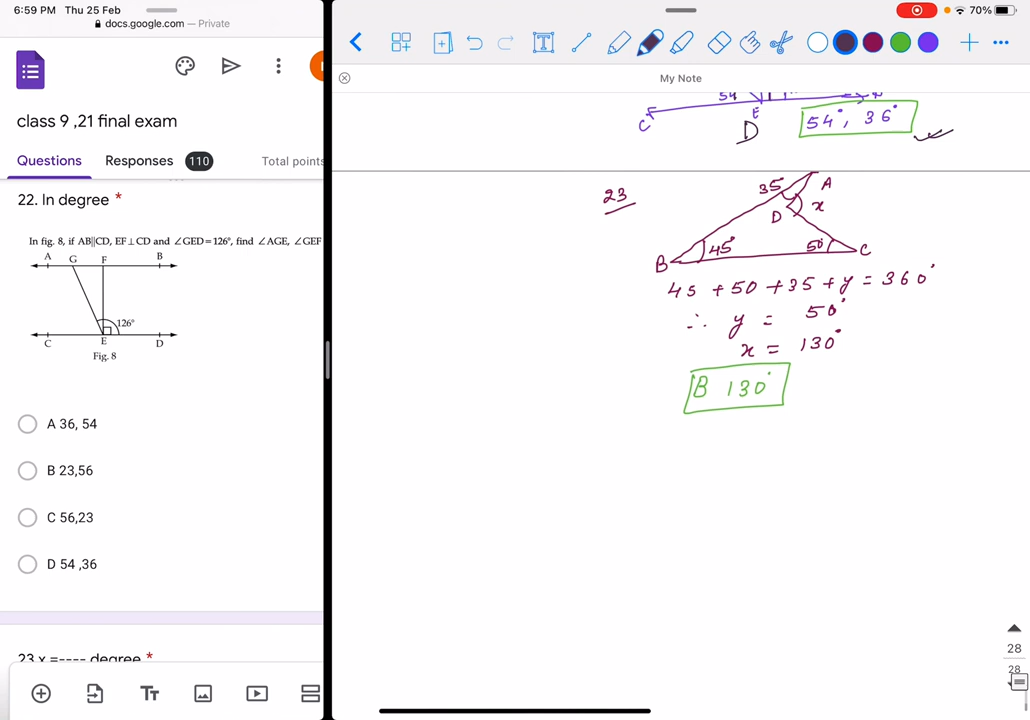 6:59 PM Thu 25 Feb
70%
docs.google.com — Private
My Note
class 9 ,21 final exam
Questions
Responses 110
Total points
22. In degree *
In fig. 8, if AB||CD, EF⊥CD and ∠GED=126°, find ∠AGE, ∠GEF
A G F B
126°
C E D
Fig. 8
A 36, 54
B 23,56
C 56,23
D 54 ,36
23 x =---- degree *
54
C E
D
54°, 36°
23
35° A
D x
B 45° 50° C
45 + 50 + 35 + y = 360°
∴ y = 50°
x = 130°
B 130°
28
28